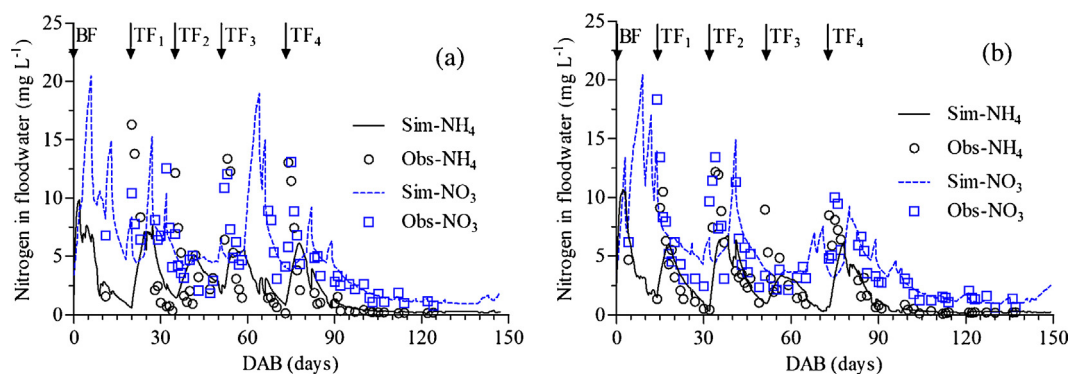 Nitrogen in floodwater (mg L⁻¹)
25
20
15
10
5
0
BF
TF₁
TF₂
TF₃
TF₄
(a)
Sim-NH₄
Obs-NH₄
Sim-NO₃
Obs-NO₃
0 30 60 90 120 150
DAB (days)
Nitrogen in floodwater (mg L⁻¹)
25
20
15
10
5
0
BF
TF₁
TF₂
TF₃
TF₄
(b)
Sim-NH₄
Obs-NH₄
Sim-NO₃
Obs-NO₃
0 30 60 90 120 150
DAB (days)